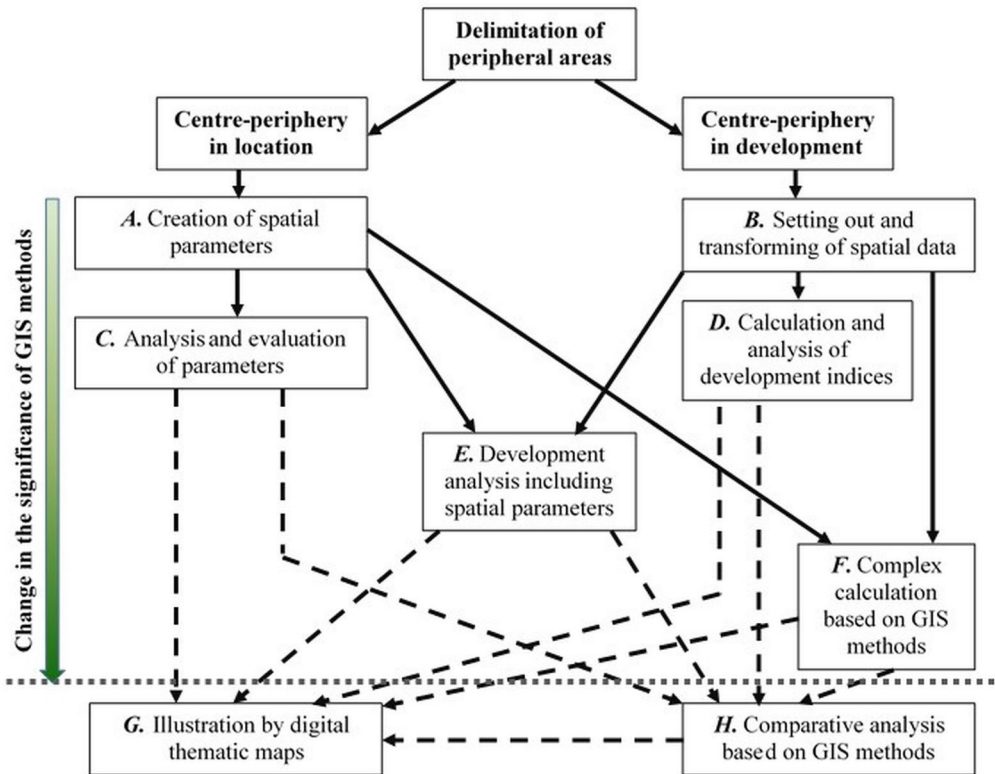 Delimitation of
peripheral areas
Centre-periphery
in location
Centre-periphery
in development
A. Creation of spatial
parameters
B. Setting out and
transforming of spatial data
C. Analysis and evaluation
of parameters
D. Calculation and
analysis of
development indices
E. Development
analysis including
spatial parameters
F. Complex
calculation
based on GIS
methods
G. Illustration by digital
thematic maps
H. Comparative analysis
based on GIS methods
Change in the significance of GIS methods